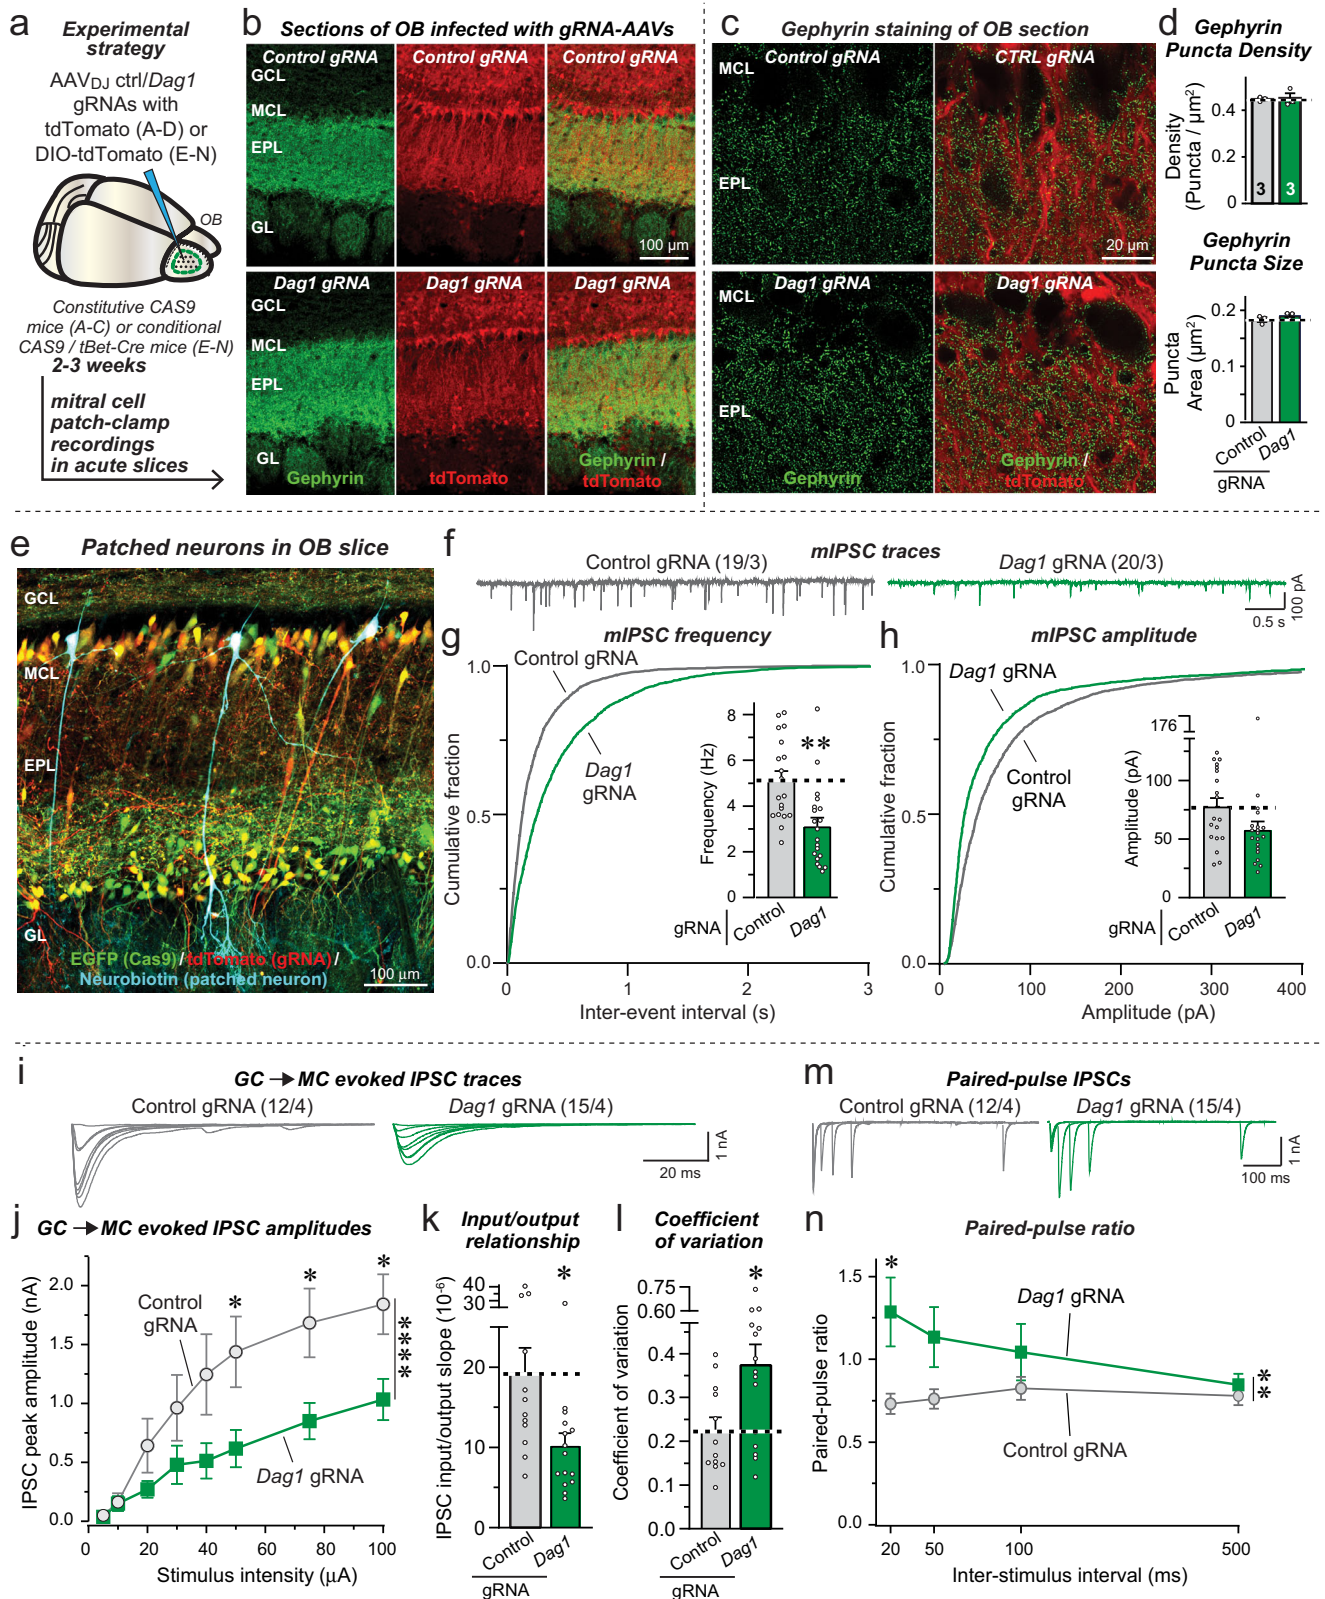 a
Experimental
strategy
AAVDJ ctrl/Dag1
gRNAs with
tdTomato (A-D) or
DIO-tdTomato (E-N)
OB
Constitutive CAS9
mice (A-C) or conditional
CAS9 / tBet-Cre mice (E-N)
2-3 weeks
mitral cell
patch-clamp
recordings
in acute slices
b
Sections of OB infected with gRNA-AAVs
Control gRNA
Control gRNA
Control gRNA
GCL
MCL
EPL
GL
100 µm
Dag1 gRNA
Dag1 gRNA
Dag1 gRNA
GCL
MCL
EPL
GL
Gephyrin
tdTomato
Gephyrin /
tdTomato
c
Gephyrin staining of OB section
Control gRNA
CTRL gRNA
MCL
EPL
20 µm
Dag1 gRNA
Dag1 gRNA
MCL
EPL
Gephyrin
Gephyrin /
tdTomato
d
Gephyrin
Puncta Density
Density
(Puncta / µm²)
0.4
0.2
0
3
3
Gephyrin
Puncta Size
Puncta
Area (µm²)
0.2
0.1
0
Control
Dag1
gRNA
e
Patched neurons in OB slice
GCL
MCL
EPL
GL
EGFP (Cas9) / tdTomato (gRNA) /
Neurobiotin (patched neuron)
100 µm
f
mIPSC traces
Control gRNA (19/3)
Dag1 gRNA (20/3)
100 pA
0.5 s
g
mIPSC frequency
Control gRNA
Dag1
gRNA
Cumulative fraction
1.0
0.5
0.0
0
1
2
3
Inter-event interval (s)
Frequency (Hz)
8
6
4
2
0
**
gRNA
Control
Dag1
h
mIPSC amplitude
Dag1 gRNA
Control
gRNA
Cumulative fraction
1.0
0.5
0.0
0
100
200
300
400
Amplitude (pA)
Amplitude (pA)
176
100
50
0
gRNA
Control
Dag1
i
GC → MC evoked IPSC traces
Control gRNA (12/4)
Dag1 gRNA (15/4)
1 nA
20 ms
j
GC → MC evoked IPSC amplitudes
IPSC peak amplitude (nA)
2.0
1.5
1.0
0.5
0.0
Control
gRNA
Dag1 gRNA
*
*
*
****
0
20
40
60
80
100
Stimulus intensity (µA)
k
Input/output
relationship
IPSC input/output slope (10-6)
40
30
20
10
0
*
Control
Dag1
gRNA
l
Coefficient
of variation
Coefficient of variation
0.75
0.60
0.4
0.3
0.2
0.1
0.0
*
Control
Dag1
gRNA
m
Paired-pulse IPSCs
Control gRNA (12/4)
Dag1 gRNA (15/4)
1 nA
100 ms
n
Paired-pulse ratio
Paired-pulse ratio
1.5
1.0
0.5
0.0
*
Dag1 gRNA
Control gRNA
**
20
50
100
500
Inter-stimulus interval (ms)